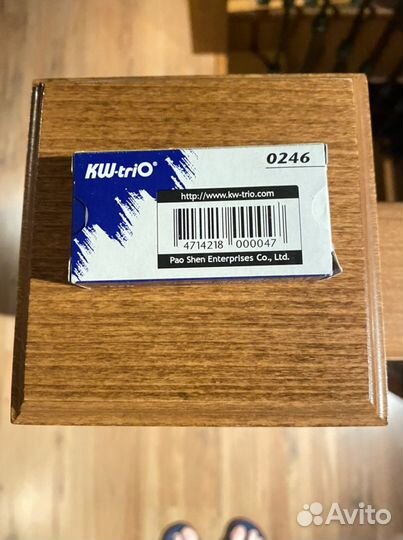 KW-triO®
0246
http://www.kw-trio.com
4714218 000047
Pao Shen Enterprises Co., Ltd.
Avito